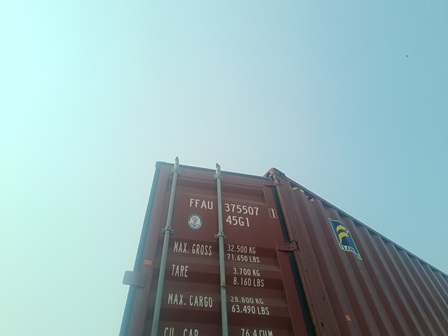 FFAU 375507 1
45G1
MAX. GROSS 32.500 KG
71.650 LBS
TARE 3.700 KG
8.160 LBS
MAX. CARGO 28.800 KG
63.490 LBS
CU. CAP. 76.4 CUM